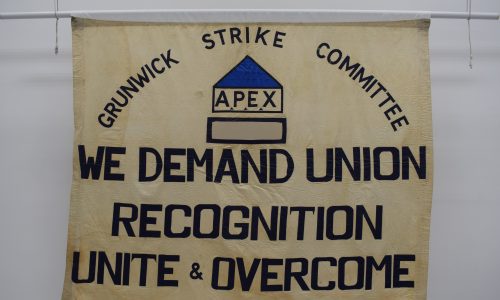 GRUNWICK STRIKE COMMITTEE
APEX
WE DEMAND UNION
RECOGNITION
UNITE & OVERCOME